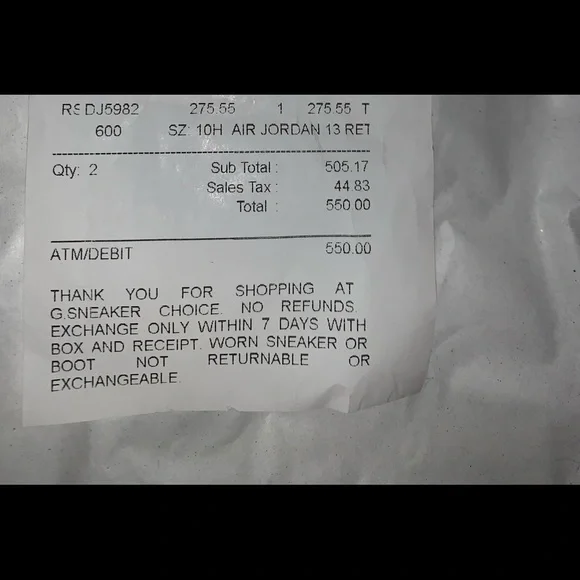 RS DJ5982 275.55 1 275.55 T
600 SZ: 10H AIR JORDAN 13 RET
Qty: 2 Sub Total : 505.17
Sales Tax : 44.83
Total : 550.00
ATM/DEBIT 550.00
THANK YOU FOR SHOPPING AT
G.SNEAKER CHOICE. NO REFUNDS.
EXCHANGE ONLY WITHIN 7 DAYS WITH
BOX AND RECEIPT. WORN SNEAKER OR
BOOT NOT RETURNABLE OR
EXCHANGEABLE.